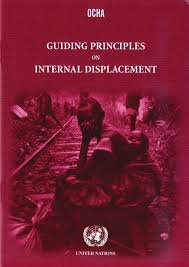 OCHA
GUIDING PRINCIPLES
ON
INTERNAL DISPLACEMENT
UNITED NATIONS